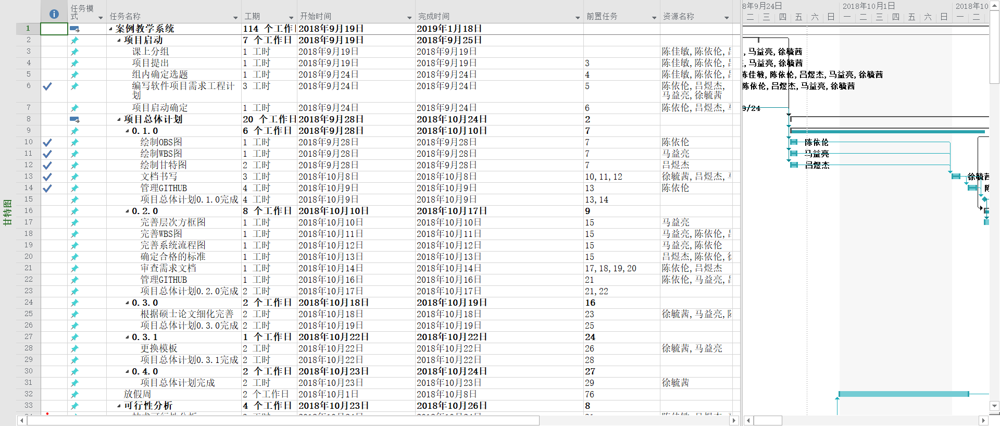 任务模式 任务名称 工期 开始时间 完成时间 前置任务 资源名称
1 案例教学系统 114 个工作 2018年9月19日 2019年1月18日
2 项目启动 7 个工作日 2018年9月19日 2018年9月25日
3 课上分组 1 工时 2018年9月19日 2018年9月19日 陈佳敏,陈依伦,
4 项目提出 1 工时 2018年9月19日 2018年9月19日 3 陈佳敏,陈依伦,
5 组内确定选题 1 工时 2018年9月24日 2018年9月24日 4 陈佳敏,陈依伦,
6 编写软件项目需求工程计划 3 工时 2018年9月24日 2018年9月24日 5 陈依伦,吕煜杰,马益亮,徐毓茜
7 项目启动确定 1 工时 2018年9月24日 2018年9月24日 6 陈依伦,吕煜杰,
8 项目总体计划 20 个工作日 2018年9月28日 2018年10月24日 2
9 0.1.0 6 个工作日 2018年9月28日 2018年10月10日 7
10 绘制OBS图 1 工时 2018年9月28日 2018年9月28日 7 陈依伦
11 绘制WBS图 1 工时 2018年9月28日 2018年9月28日 7 马益亮
12 绘制甘特图 2 工时 2018年9月28日 2018年9月28日 7 吕煜杰
13 文档书写 3 工时 2018年10月8日 2018年10月8日 10,11,12 徐毓茜,吕煜杰,
14 管理GITHUB 4 工时 2018年10月9日 2018年10月9日 13 陈依伦
15 项目总体计划0.1.0完成 4 工时 2018年10月9日 2018年10月9日 13,14
16 0.2.0 8 个工作日 2018年10月10日 2018年10月17日 9
17 完善层次方框图 1 工时 2018年10月10日 2018年10月10日 15 马益亮
18 完善WBS图 1 工时 2018年10月11日 2018年10月11日 15 马益亮,陈依伦,
19 完善系统流程图 1 工时 2018年10月12日 2018年10月12日 15 马益亮,陈依伦
20 确定合格的标准 1 工时 2018年10月13日 2018年10月13日 15 吕煜杰,陈依伦,
21 审查需求文档 1 工时 2018年10月14日 2018年10月14日 17,18,19,20 陈依伦,吕煜杰
22 管理GITHUB 1 工时 2018年10月16日 2018年10月16日 21 陈依伦,马益亮,
23 项目总体计划0.2.0完成 2 工时 2018年10月17日 2018年10月17日 21,22
24 0.3.0 2 个工作日 2018年10月18日 2018年10月19日 16
25 根据硕士论文细化完善 2 工时 2018年10月18日 2018年10月18日 23 徐毓茜,马益亮,
26 项目总体计划0.3.0完成 2 工时 2018年10月19日 2018年10月19日 25
27 0.3.1 1 个工作日 2018年10月22日 2018年10月22日 24
28 更换模板 2 工时 2018年10月22日 2018年10月22日 26 徐毓茜,马益亮
29 项目总体计划0.3.1完成 2 工时 2018年10月22日 2018年10月22日 28
30 0.4.0 2 个工作日 2018年10月23日 2018年10月24日 27
31 项目总体计划完成 2 工时 2018年10月23日 2018年10月23日 29 徐毓茜
32 放假周 2 个工作日 2018年10月1日 2018年10月8日 76
33 可行性分析 4 个工作日 2018年10月23日 2018年10月26日 8
甘特图
8年9月24日 2018年10月1日 2018年10
二 三 四 五 六 日 一 二 三 四 五 六 日 一 二
,马益亮,徐毓茜
,马益亮,徐毓茜
陈佳敏,陈依伦,吕煜杰,马益亮,徐毓茜
陈依伦,吕煜杰,马益亮,徐毓茜
9/24
陈依伦
马益亮
吕煜杰
徐毓茜